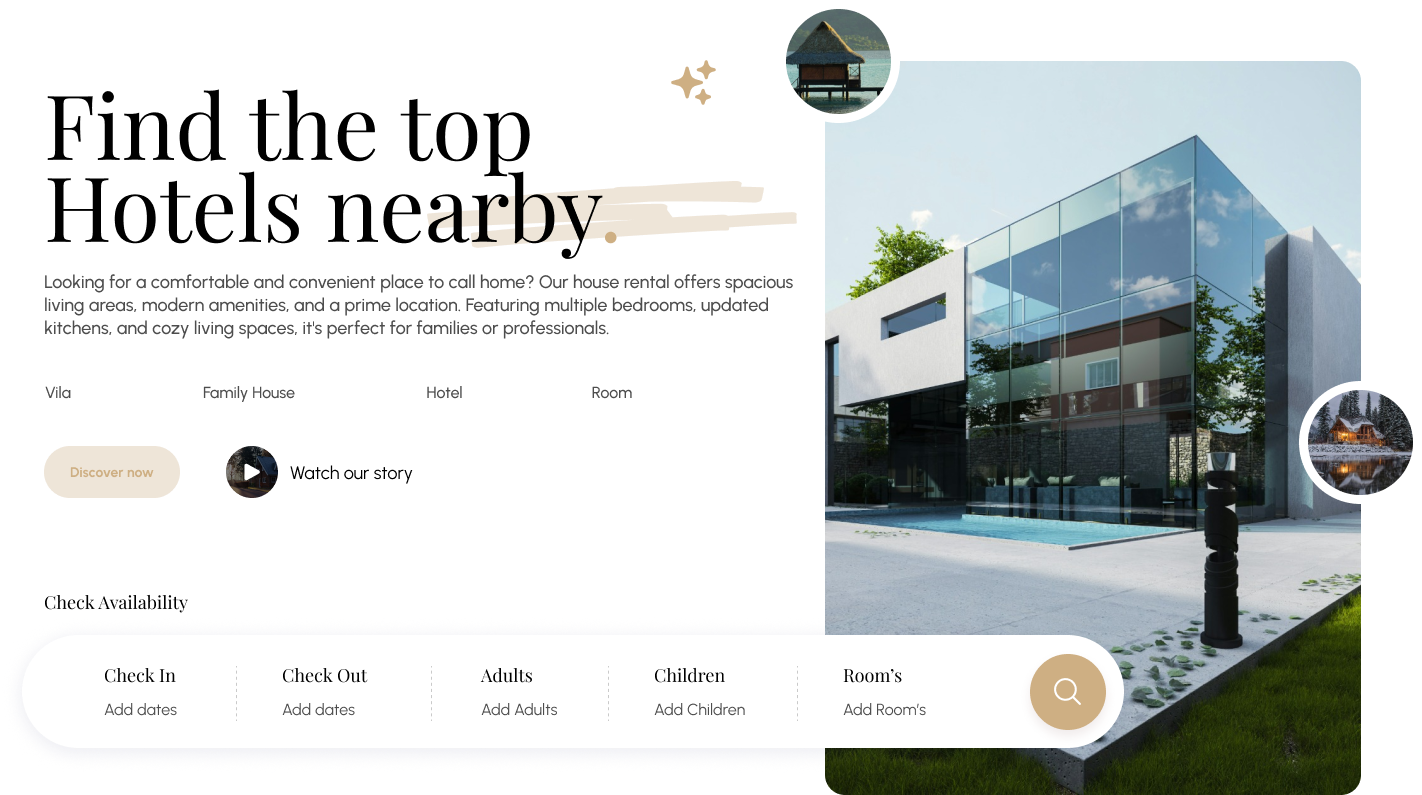 Find the top
Hotels nearby.
Looking for a comfortable and convenient place to call home? Our house rental offers spacious
living areas, modern amenities, and a prime location. Featuring multiple bedrooms, updated
kitchens, and cozy living spaces, it's perfect for families or professionals.
Vila Family House Hotel Room
Discover now Watch our story
Check Availability
Check In Check Out Adults Children Room’s
Add dates Add dates Add Adults Add Children Add Room’s